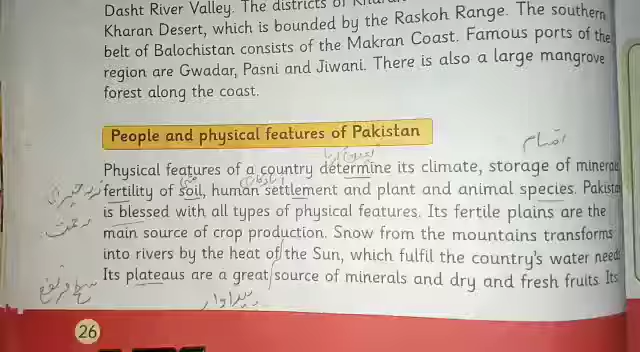 Dasht River Valley. The districts of
Kharan Desert, which is bounded by the Raskoh Range. The southern
belt of Balochistan consists of the Makran Coast. Famous ports of the
region are Gwadar, Pasni and Jiwani. There is also a large mangrove
forest along the coast.
People and physical features of Pakistan
اقسام
Physical features of a country determine its climate, storage of minerals
fertility of soil, human settlement and plant and animal species. Pakistan
is blessed with all types of physical features. Its fertile plains are the
main source of crop production. Snow from the mountains transforms
into rivers by the heat of the Sun, which fulfil the country's water needs
Its plateaus are a great source of minerals and dry and fresh fruits. Its
سطح مرتفع
پیداوار
26